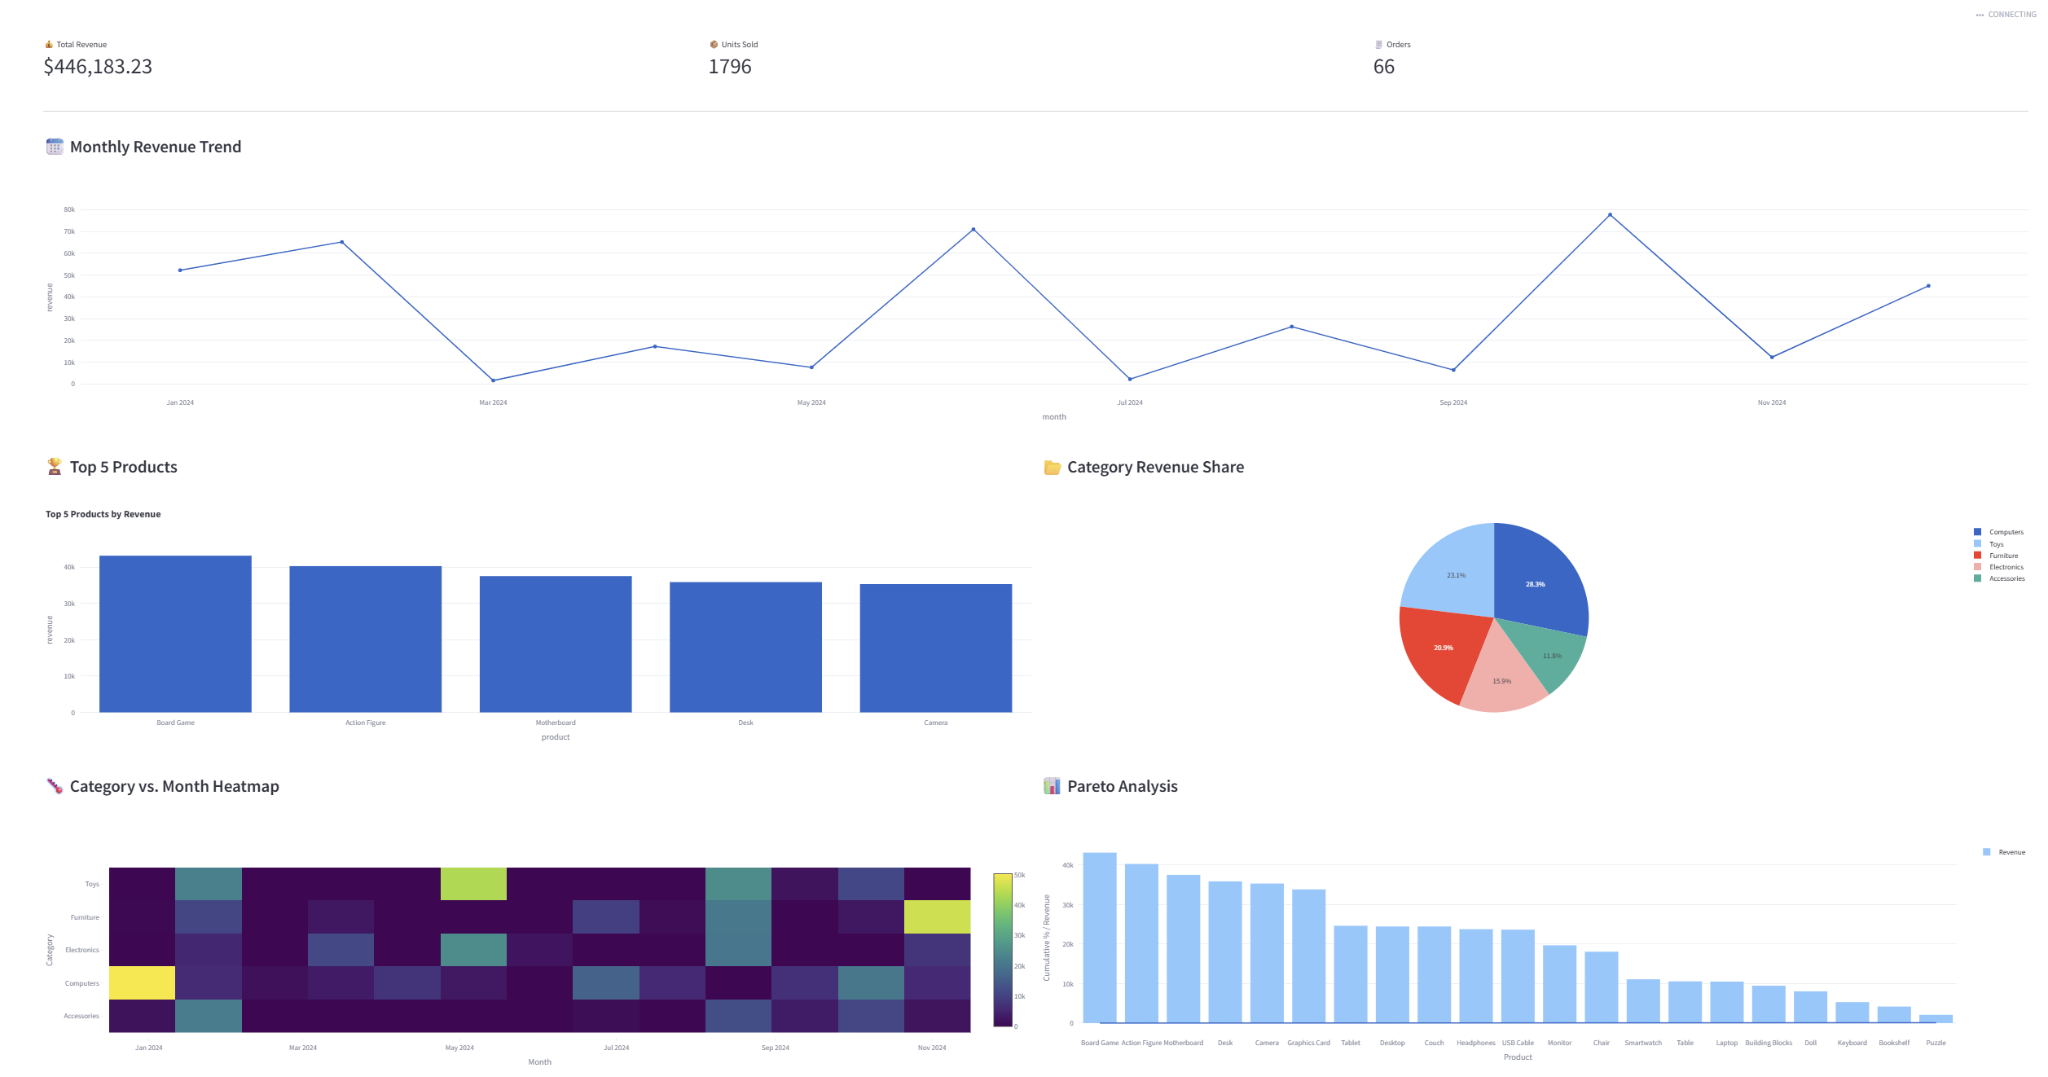 ••• CONNECTING
Total Revenue
$446,183.23
Units Sold
1796
Orders
66
Monthly Revenue Trend
80k
70k
60k
50k
40k
30k
20k
10k
0
revenue
Jan 2024
Mar 2024
May 2024
Jul 2024
Sep 2024
Nov 2024
month
Top 5 Products
Top 5 Products by Revenue
40k
30k
20k
10k
0
revenue
Board Game
Action Figure
Motherboard
Desk
Camera
product
Category Revenue Share
23.1%
28.3%
20.9%
11.8%
15.9%
Computers
Toys
Furniture
Electronics
Accessories
Category vs. Month Heatmap
Toys
Furniture
Electronics
Computers
Accessories
Category
Jan 2024
Mar 2024
May 2024
Jul 2024
Sep 2024
Nov 2024
Month
50k
40k
30k
20k
10k
0
Pareto Analysis
40k
30k
20k
10k
0
Cumulative % / Revenue
Board Game
Action Figure
Motherboard
Desk
Camera
Graphics Card
Tablet
Desktop
Couch
Headphones
USB Cable
Monitor
Chair
Smartwatch
Table
Laptop
Building Blocks
Doll
Keyboard
Bookshelf
Puzzle
Product
Revenue